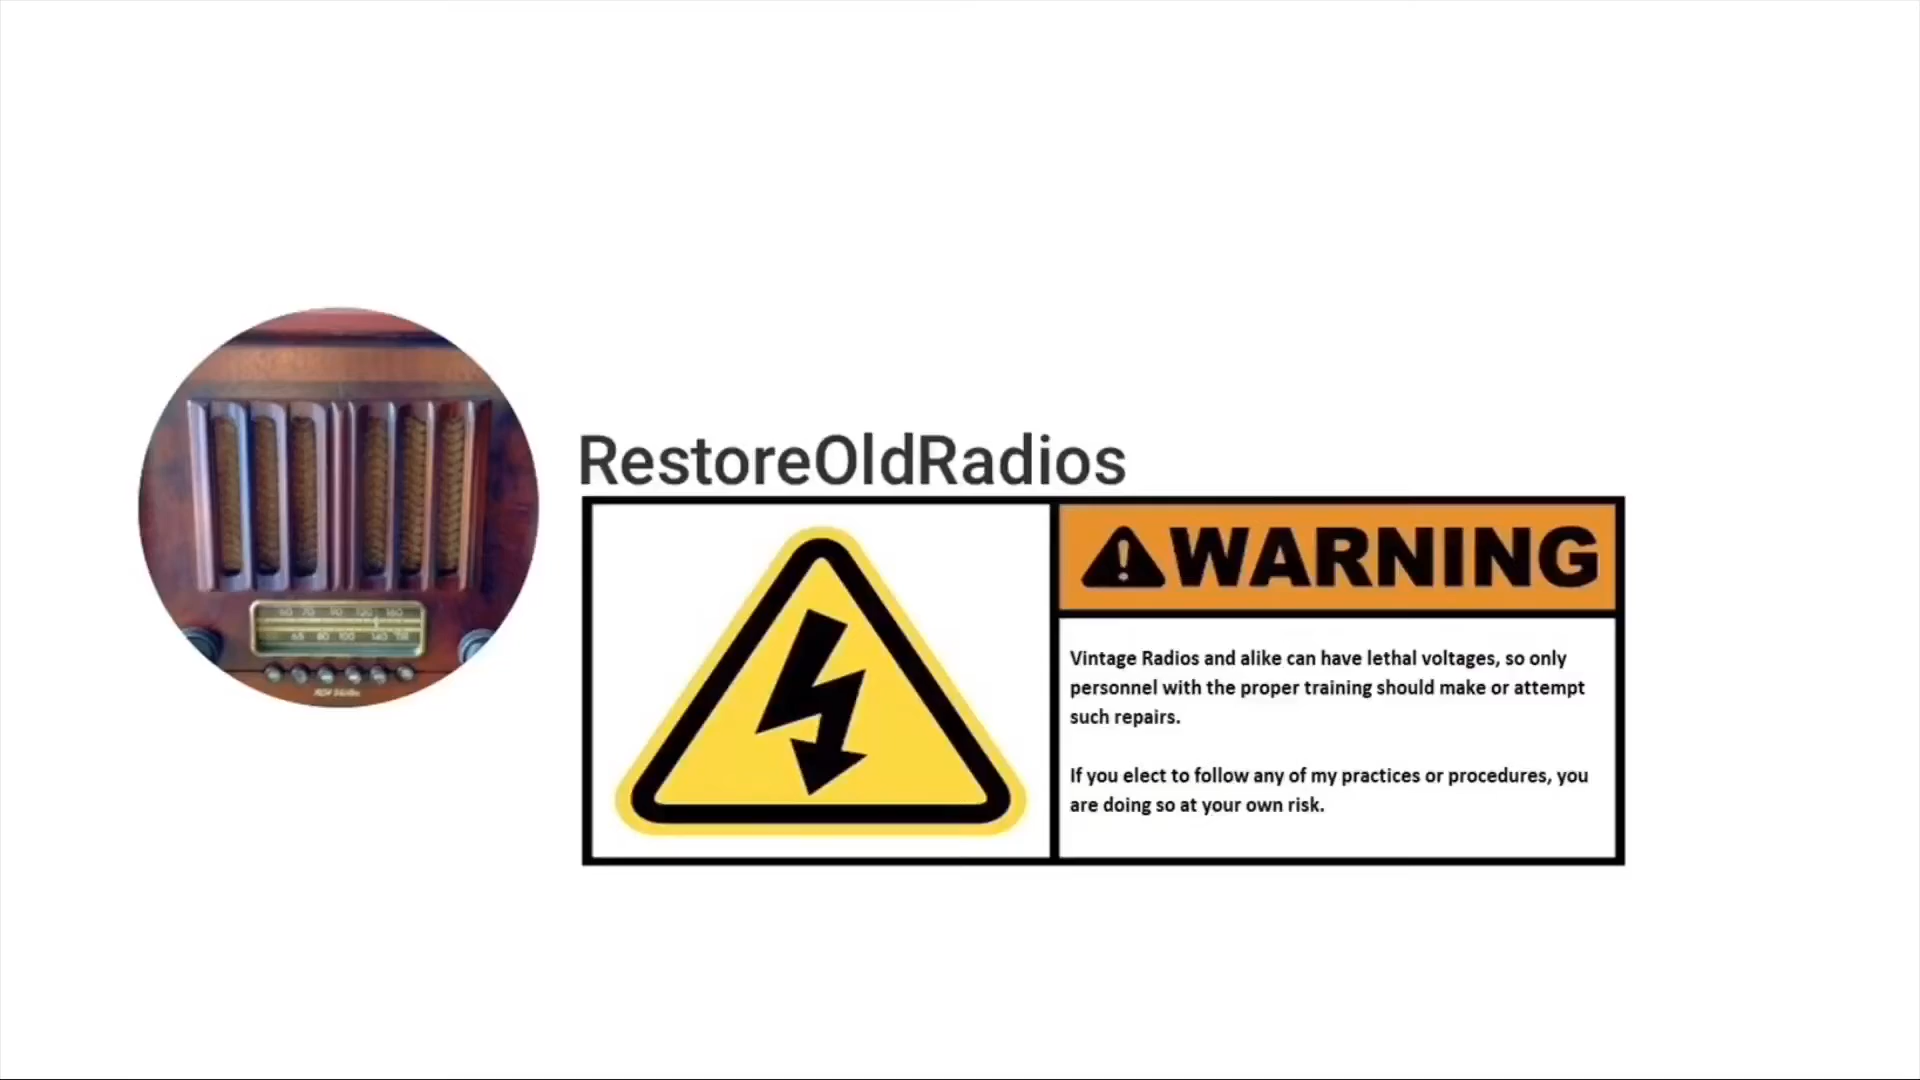 RestoreOldRadios
WARNING
Vintage Radios and alike can have lethal voltages, so only
personnel with the proper training should make or attempt
such repairs.
If you elect to follow any of my practices or procedures, you
are doing so at your own risk.